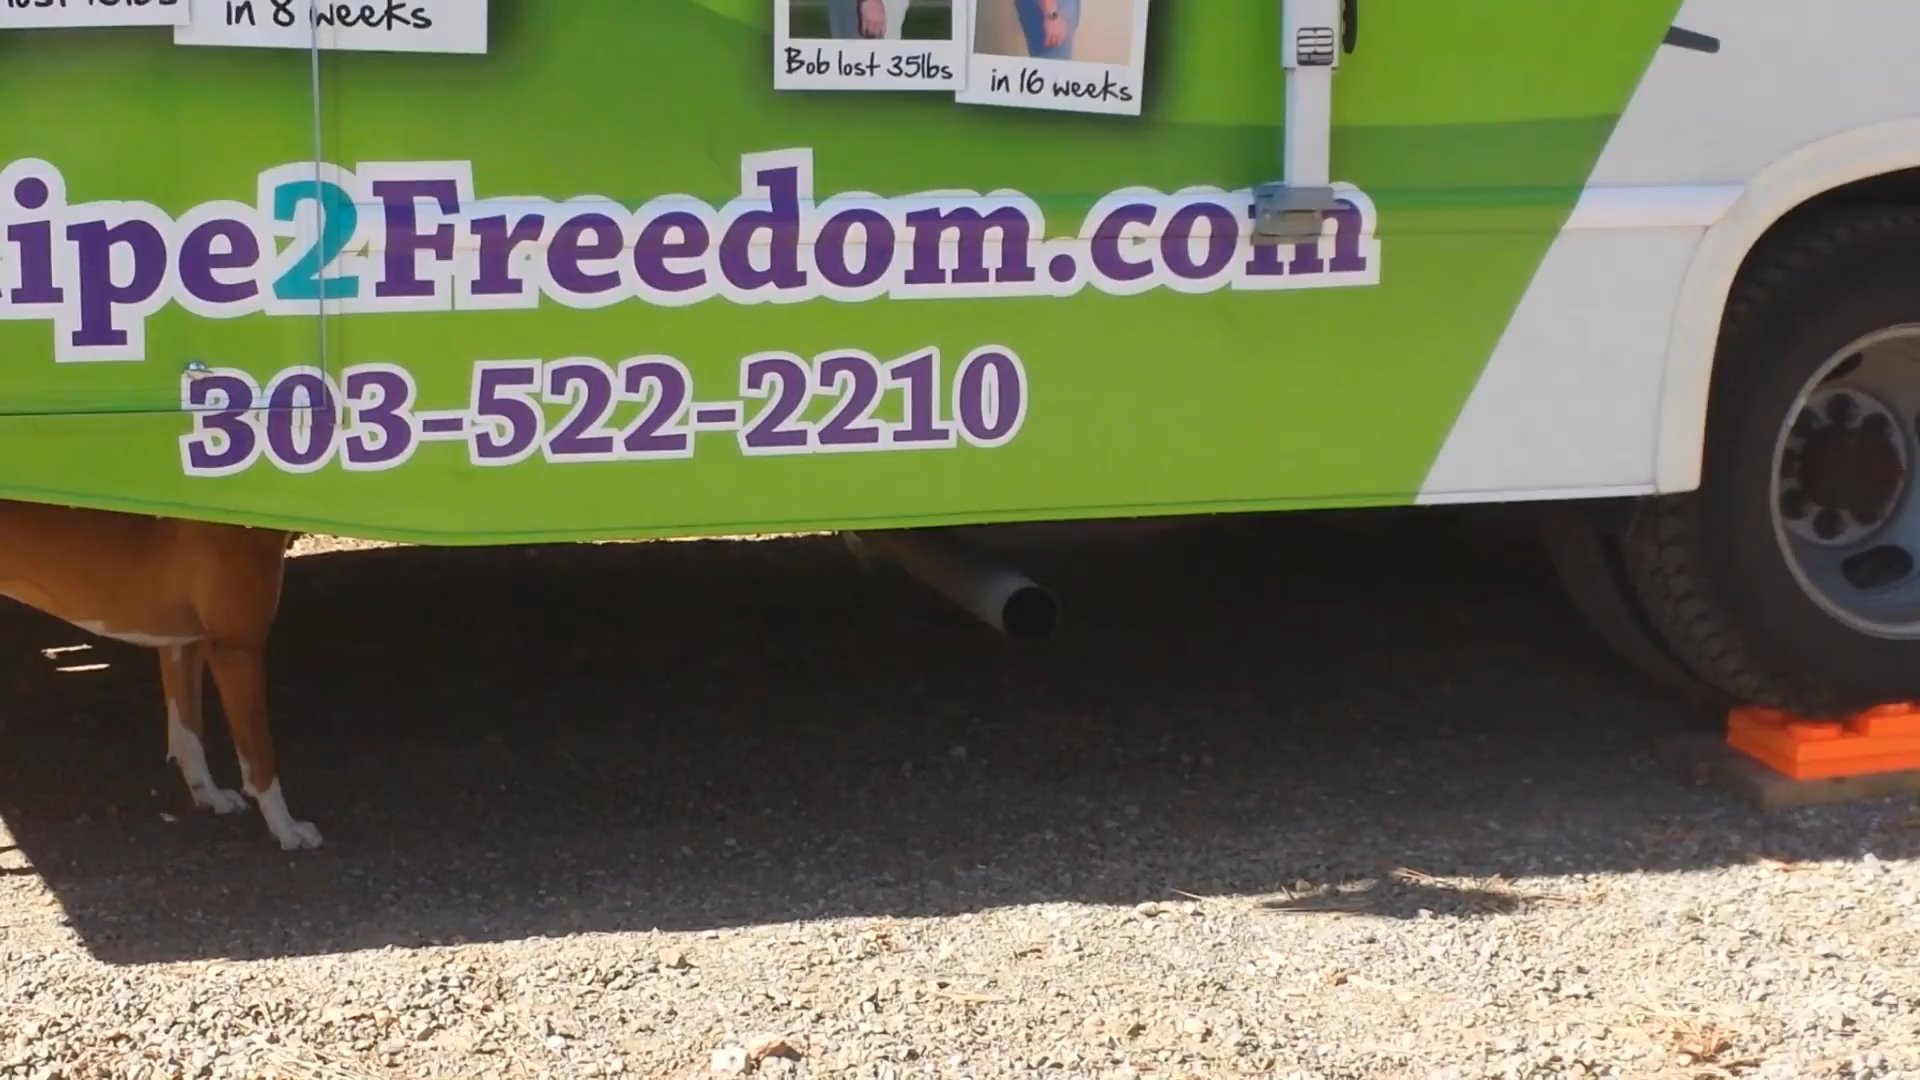 in 8 weeks
Bob lost 35lbs
in 16 weeks
ipe2Freedom.com
303-522-2210